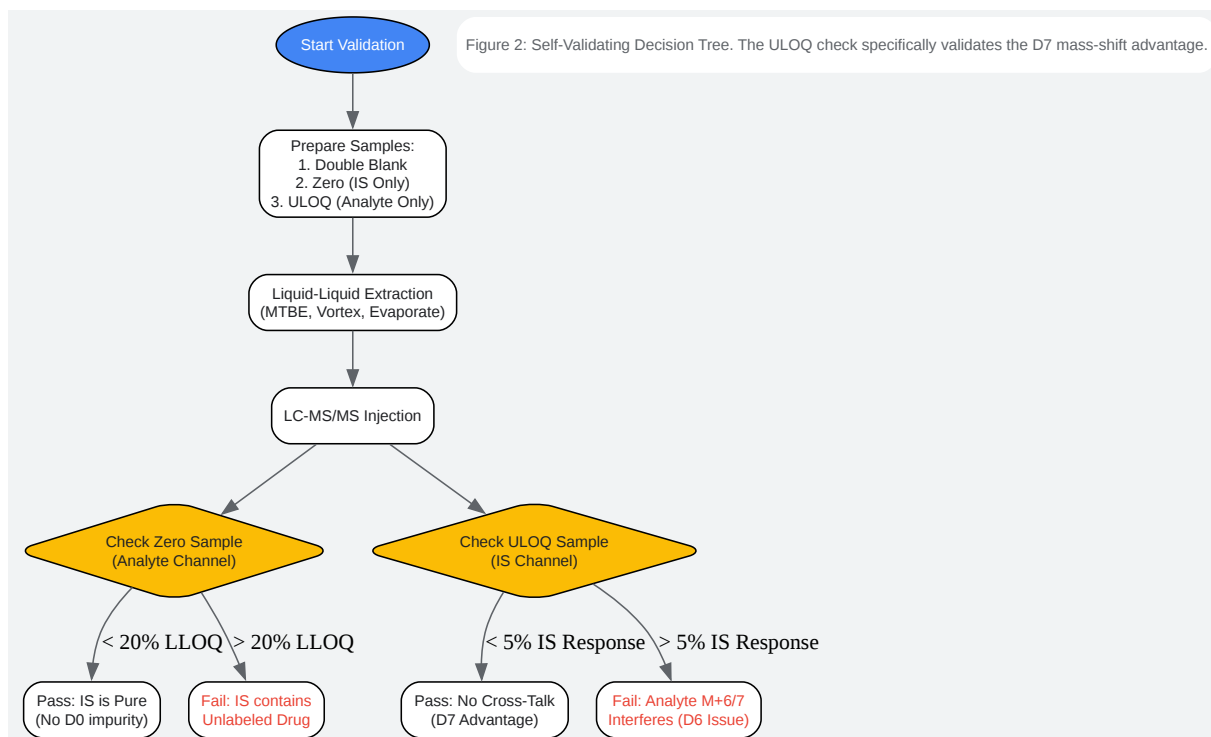 Start Validation
Figure 2: Self-Validating Decision Tree. The ULOQ check specifically validates the D7 mass-shift advantage.
Prepare Samples:
1. Double Blank
2. Zero (IS Only)
3. ULOQ (Analyte Only)
Liquid-Liquid Extraction
(MTBE, Vortex, Evaporate)
LC-MS/MS Injection
Check Zero Sample
(Analyte Channel)
Check ULOQ Sample
(IS Channel)
< 20% LLOQ
> 20% LLOQ
< 5% IS Response
> 5% IS Response
Pass: IS is Pure
(No D0 impurity)
Fail: IS contains
Unlabeled Drug
Pass: No Cross-Talk
(D7 Advantage)
Fail: Analyte M+6/7
Interferes (D6 Issue)